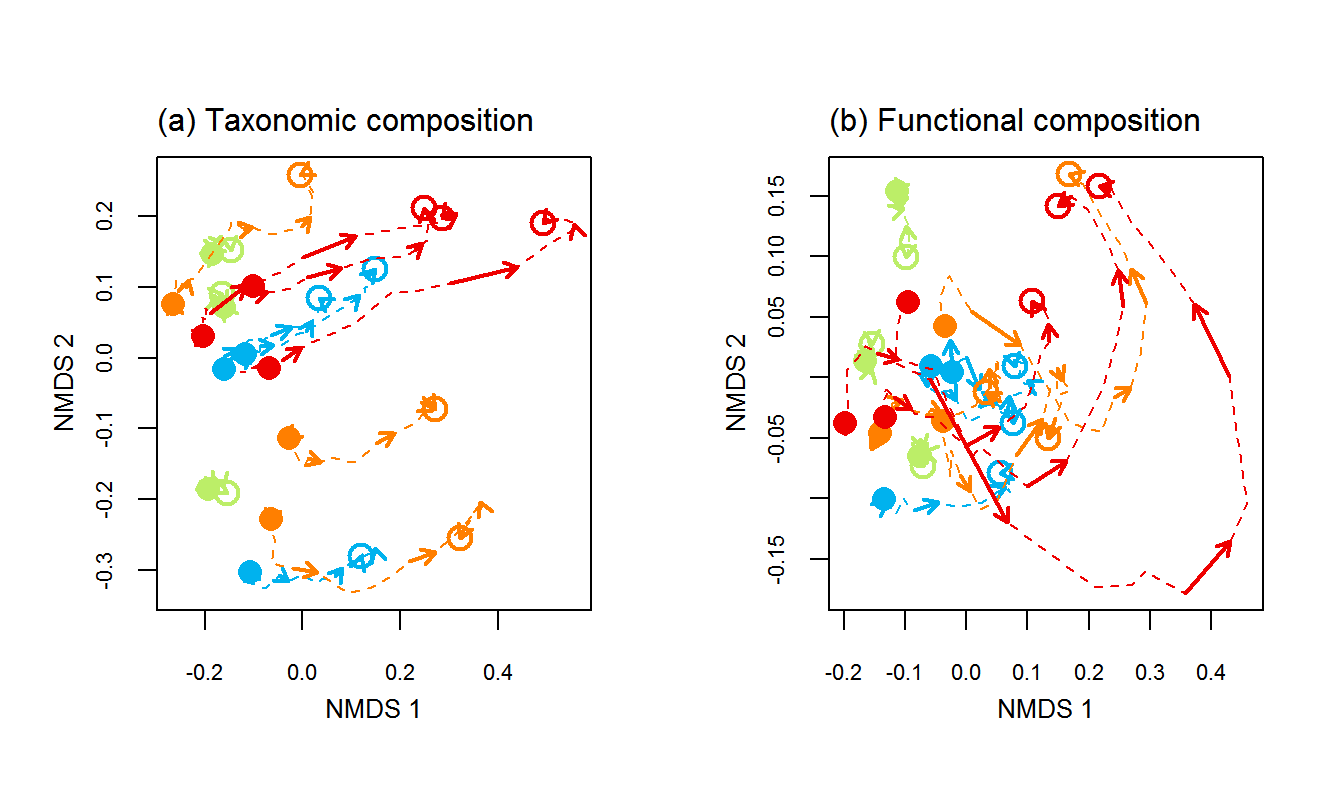 (a) Taxonomic composition
0.2
0.1
0.0
-0.1
-0.2
-0.3
NMDS 2
-0.2 0.0 0.2 0.4
NMDS 1
(b) Functional composition
0.15
0.10
0.05
-0.05
-0.15
NMDS 2
-0.2 -0.1 0.0 0.1 0.2 0.3 0.4
NMDS 1